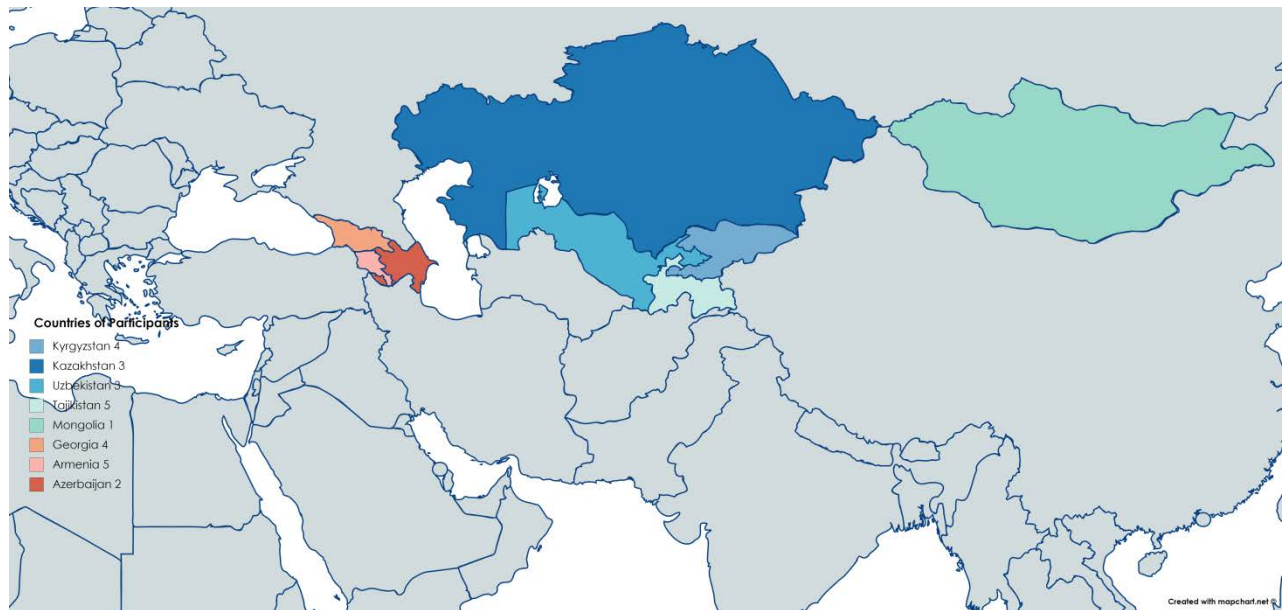 Countries of Participants
Kyrgyzstan 4
Kazakhstan 3
Uzbekistan 3
Tajikistan 5
Mongolia 1
Georgia 4
Armenia 5
Azerbaijan 2
Created with mapchart.net ©